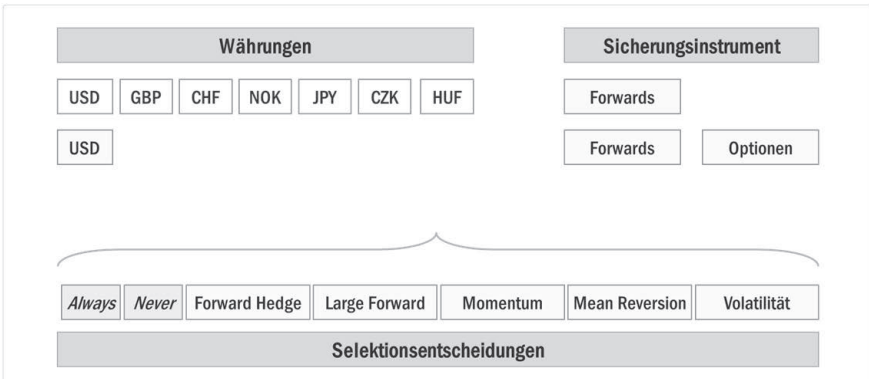 Währungen Sicherungsinstrument
USD GBP CHF NOK JPY CZK HUF Forwards
USD Forwards Optionen
Always Never Forward Hedge Large Forward Momentum Mean Reversion Volatilität
Selektionsentscheidungen